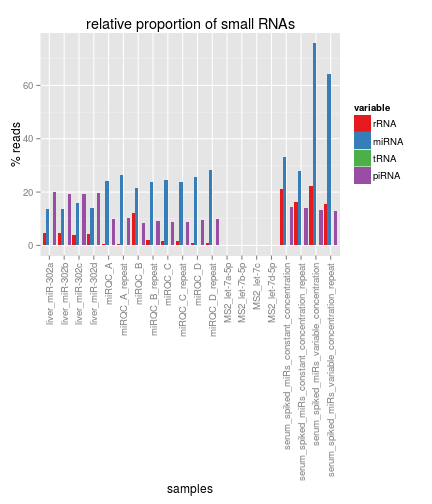 relative proportion of small RNAs
% reads
60
40
20
0
liver_miR-302a
liver_miR-302b
liver_miR-302c
liver_miR-302d
miRQC_A
miRQC_A_repeat
miRQC_B
miRQC_B_repeat
miRQC_C
miRQC_C_repeat
miRQC_D
miRQC_D_repeat
MS2_let-7a-5p
MS2_let-7b-5p
MS2_let-7c
MS2_let-7d-5p
serum_spiked_miRs_constant_concentration
serum_spiked_miRs_constant_concentration_repeat
serum_spiked_miRs_variable_concentration
serum_spiked_miRs_variable_concentration_repeat
samples
variable
rRNA
miRNA
tRNA
piRNA